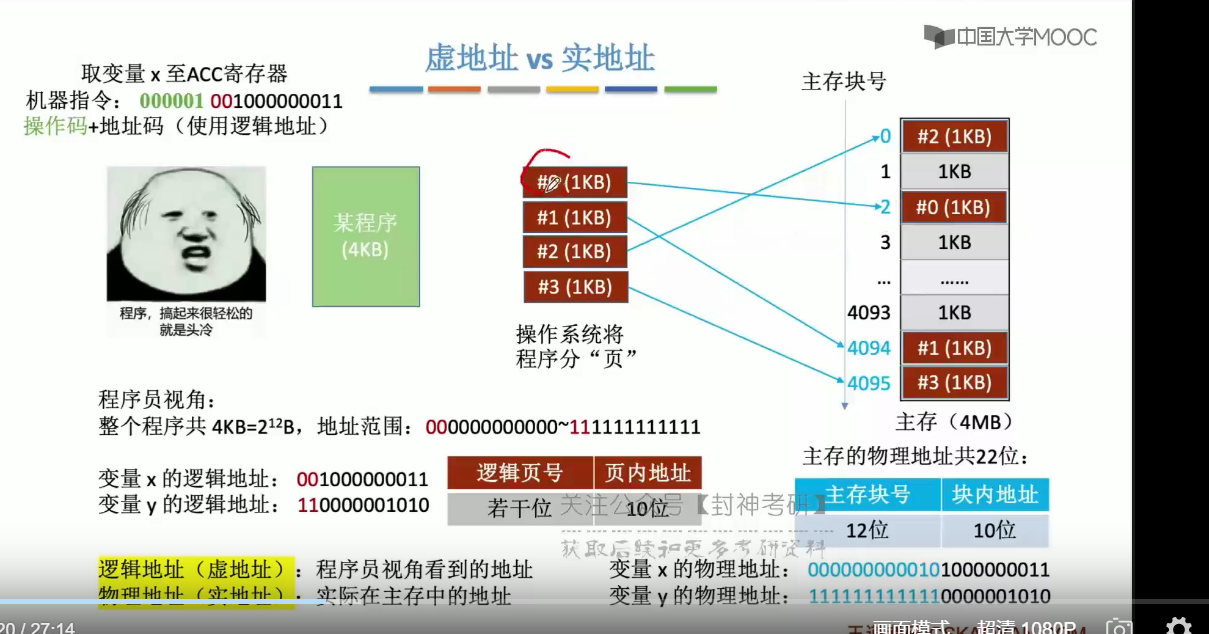 中国大学MOOC
虚地址 vs 实地址
取变量 x 至ACC寄存器
机器指令： 000001 001000000011
操作码+地址码（使用逻辑地址）
程序，搞起来很轻松的
就是头冷
某程序
(4KB)
(1KB)
#1 (1KB)
#2 (1KB)
#3 (1KB)
操作系统将
程序分“页”
主存块号
0 #2 (1KB)
1 1KB
2 #0 (1KB)
3 1KB
... ......
4093 1KB
4094 #1 (1KB)
4095 #3 (1KB)
主存（4MB）
程序员视角：
整个程序共 4KB=2¹²B，地址范围：000000000000~111111111111
变量 x 的逻辑地址： 001000000011
变量 y 的逻辑地址： 110000001010
逻辑页号 页内地址
若干位 10位
关注公众号【封神考研】
获取后续和更多考研资料
主存的物理地址共22位：
主存块号 块内地址
12位 10位
逻辑地址（虚地址）：程序员视角看到的地址
物理地址（实地址）：实际在主存中的地址
变量 x 的物理地址： 0000000000101000000011
变量 y 的物理地址： 1111111111110000001010
20 / 27:14
画面模式
超清 1080P